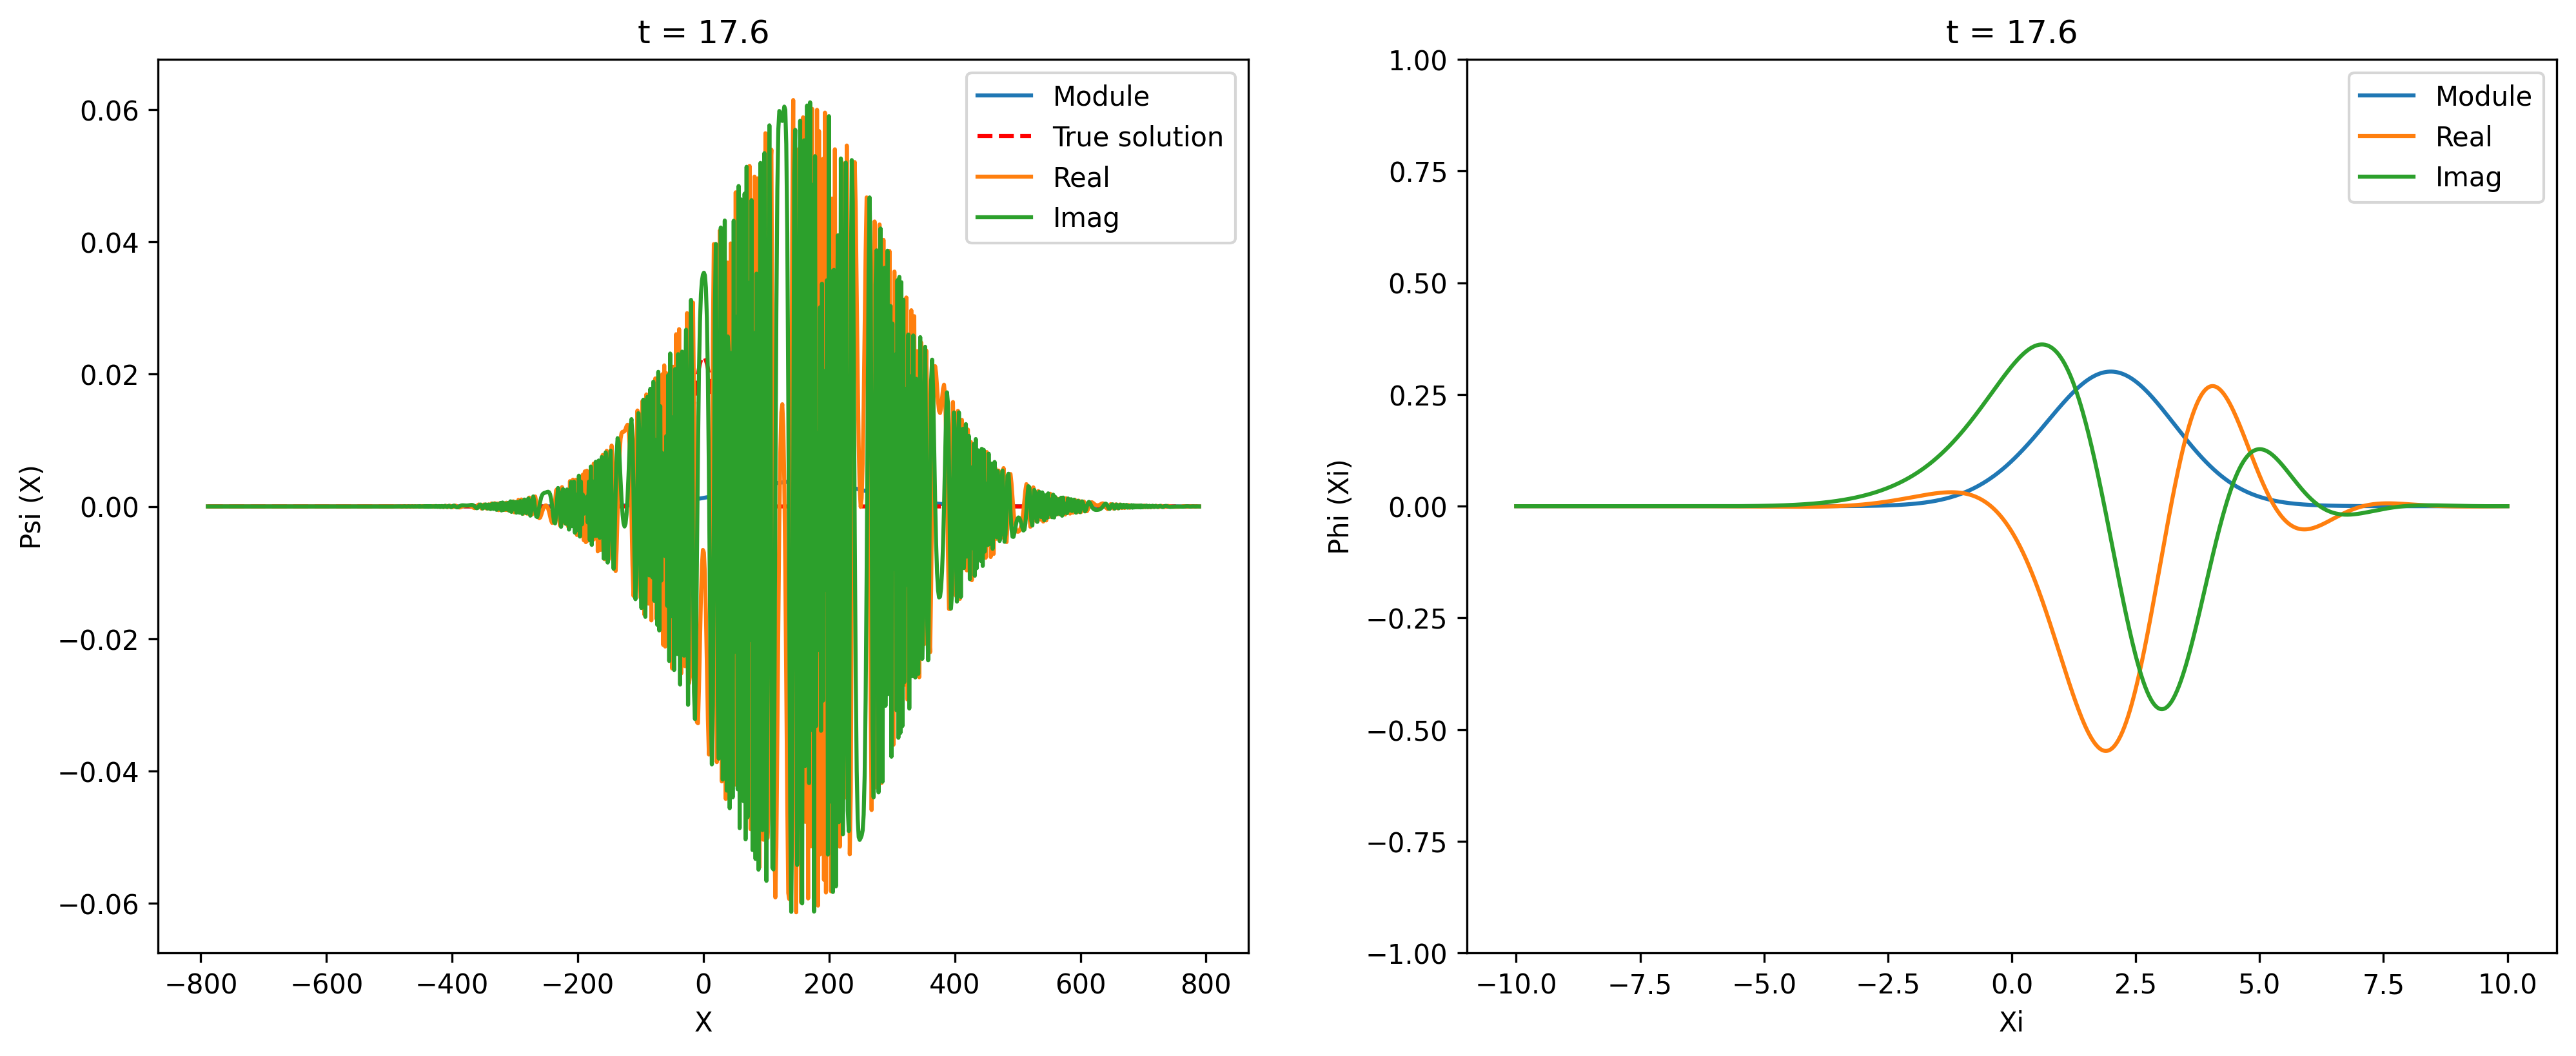 t = 17.6
Psi (X)
0.06
0.04
0.02
0.00
−0.02
−0.04
−0.06
Module
True solution
Real
Imag
−800 −600 −400 −200 0 200 400 600 800
X
t = 17.6
Phi (Xi)
1.00
0.75
0.50
0.25
0.00
−0.25
−0.50
−0.75
−1.00
Module
Real
Imag
−10.0 −7.5 −5.0 −2.5 0.0 2.5 5.0 7.5 10.0
Xi